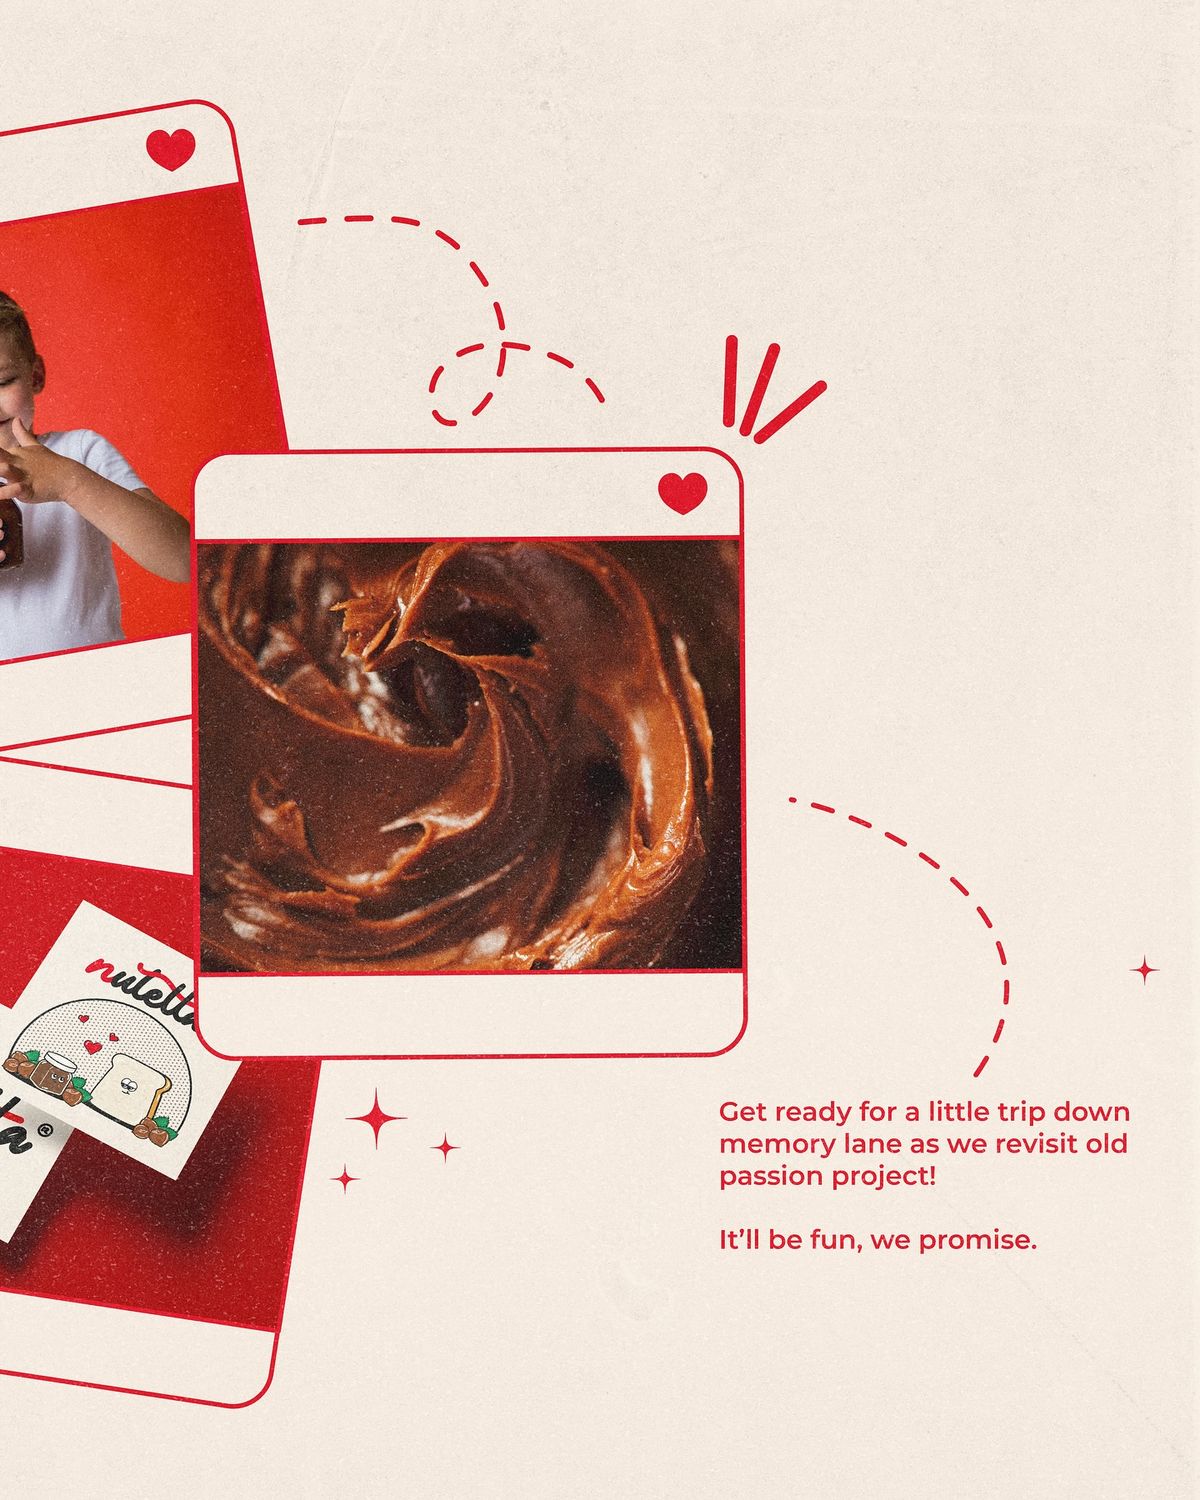 nutella
Get ready for a little trip down
memory lane as we revisit old
passion project!
It’ll be fun, we promise.